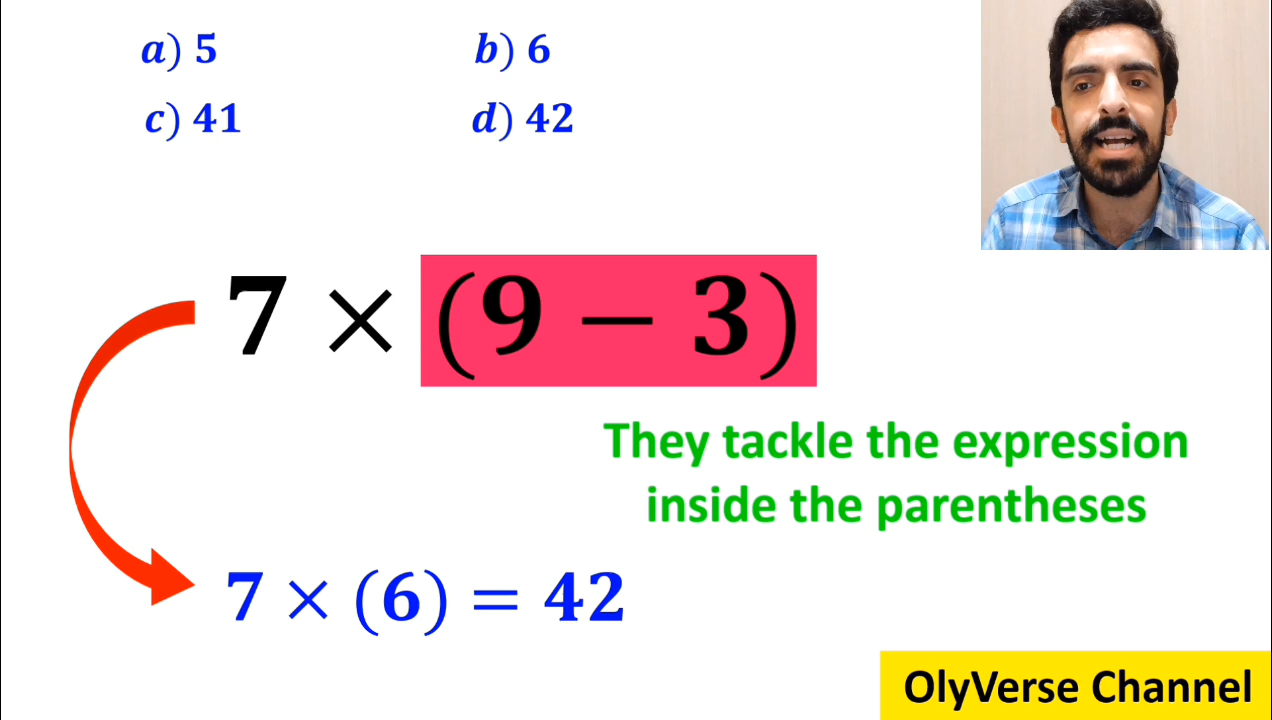 a) 5 b) 6
c) 41 d) 42
7 × (9 − 3)
They tackle the expression
inside the parentheses
7 × (6) = 42
OlyVerse Channel